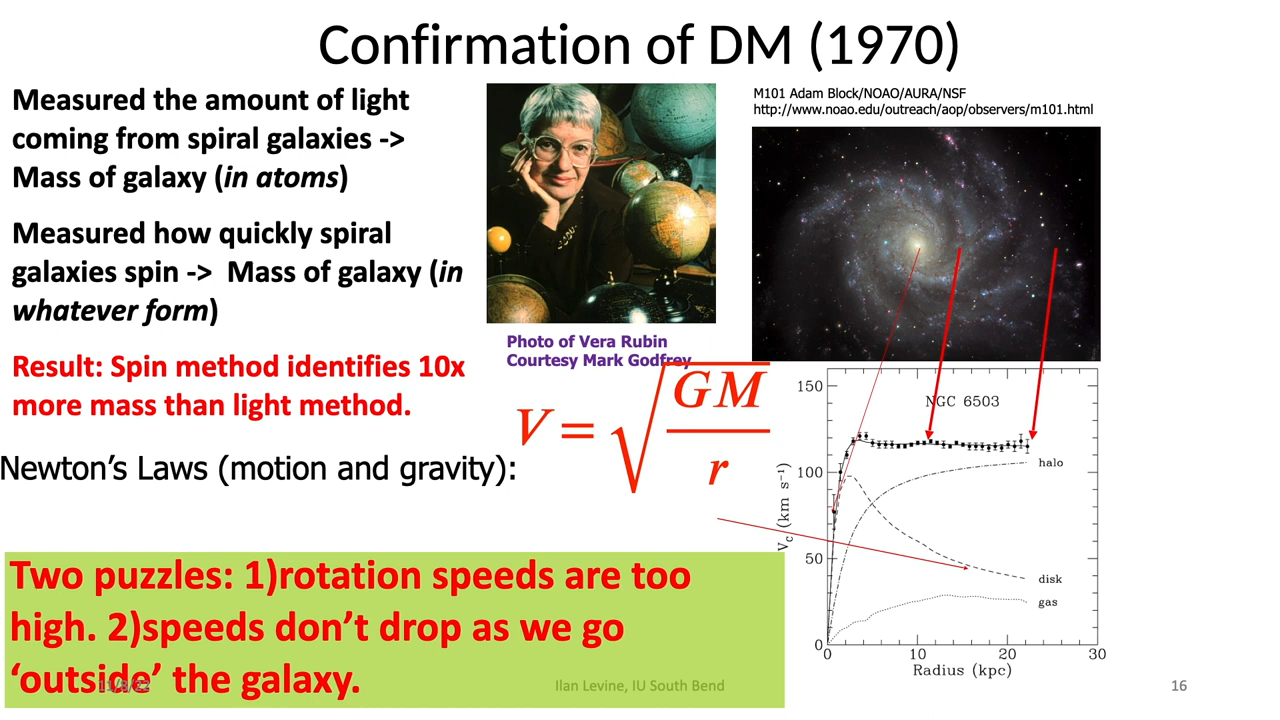 Confirmation of DM (1970)
Measured the amount of light
coming from spiral galaxies ->
Mass of galaxy (in atoms)
Measured how quickly spiral
galaxies spin -> Mass of galaxy (in
whatever form)
Result: Spin method identifies 10x
more mass than light method.
Newton's Laws (motion and gravity):
V = √(GM/r)
Photo of Vera Rubin
Courtesy Mark Godfrey
M101 Adam Block/NOAO/AURA/NSF
http://www.noao.edu/outreach/aop/observers/m101.html
NGC 6503
150
100
50
0
V_c (km s⁻¹)
halo
disk
gas
0 10 20 30
Radius (kpc)
Two puzzles: 1)rotation speeds are too
high. 2)speeds don't drop as we go
'outside' the galaxy.
Ilan Levine, IU South Bend
16